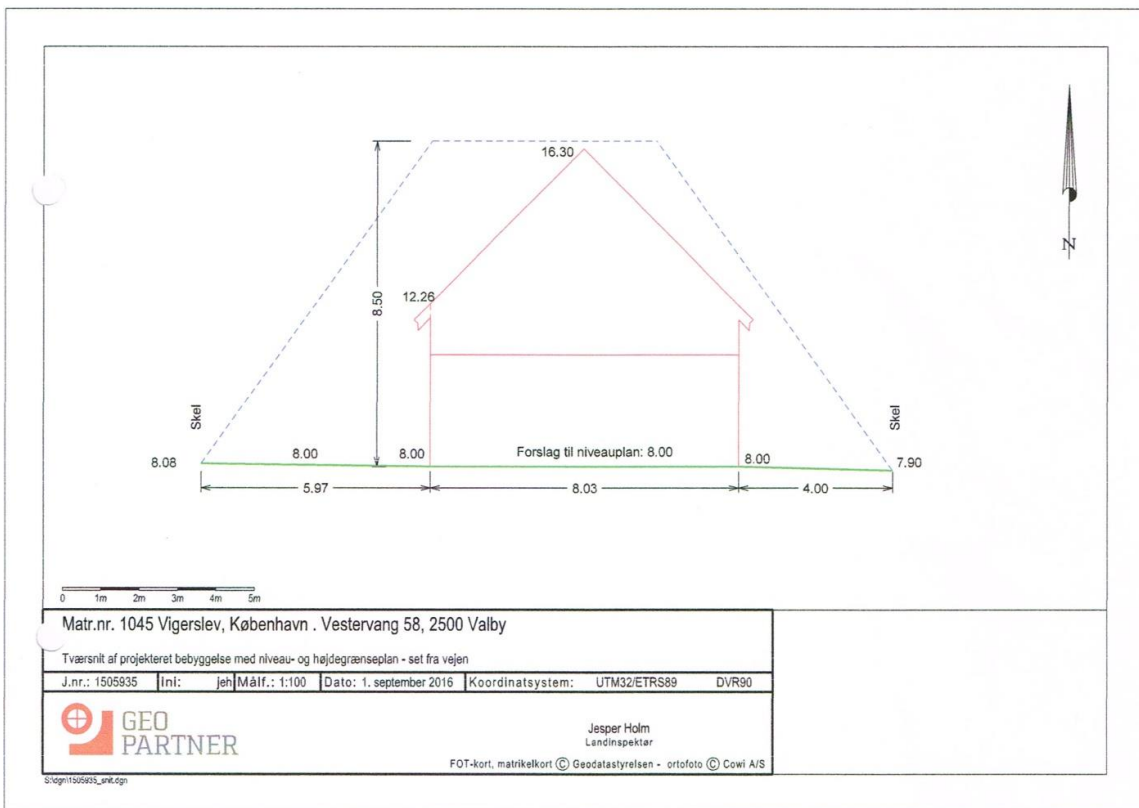 16.30
N
12.26
8.50
Skel
Skel
8.08
8.00
8.00
Forslag til niveauplan: 8.00
8.00
7.90
5.97
8.03
4.00
0 1m 2m 3m 4m 5m
Matr.nr. 1045 Vigerslev, København . Vestervang 58, 2500 Valby
Tværsnit af projekteret bebyggelse med niveau- og højdegrænseplan - set fra vejen
J.nr.: 1505935 Ini: jeh Målf.: 1:100 Dato: 1. september 2016 Koordinatsystem: UTM32/ETRS89 DVR90
GEO
PARTNER
Jesper Holm
Landinspektør
FOT-kort, matrikelkort © Geodatastyrelsen - ortofoto © Cowi A/S
S:\dgn\1505935_snit.dgn